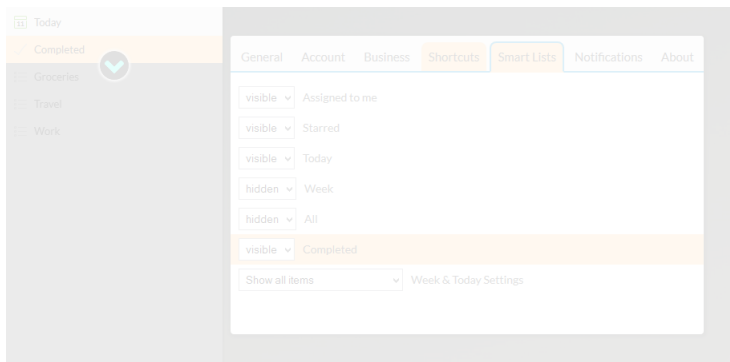 Today
Completed
Groceries
Travel
Work
General Account Business Shortcuts Smart Lists Notifications About
visible Assigned to me
visible Starred
visible Today
hidden Week
hidden All
visible Completed
Show all items Week & Today Settings